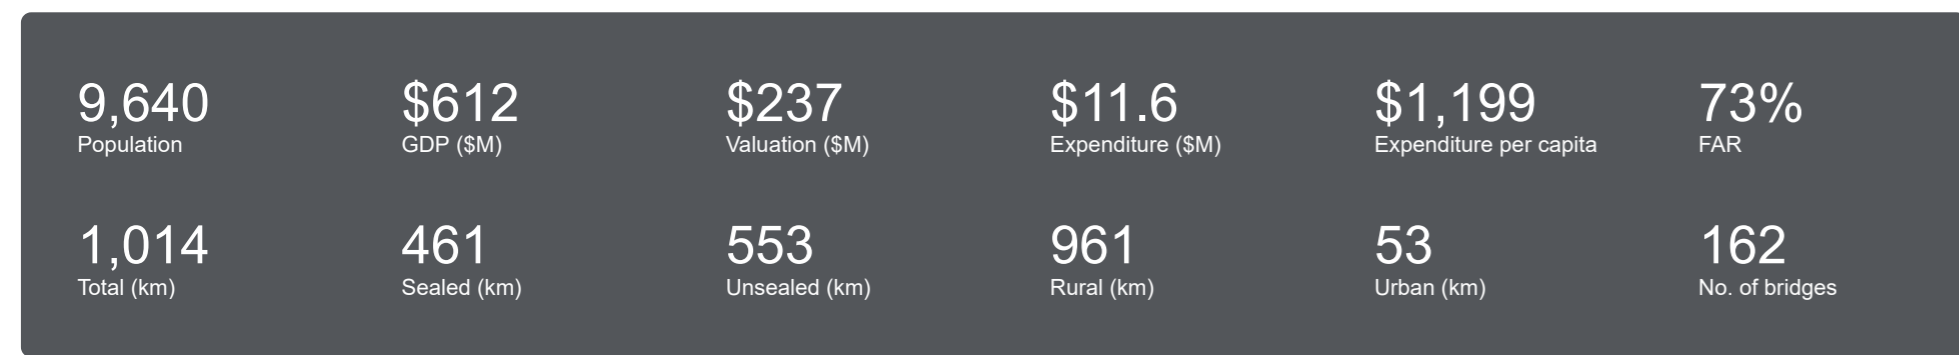 9,640 $612 $237 $11.6 $1,199 73%
Population GDP ($M) Valuation ($M) Expenditure ($M) Expenditure per capita FAR
1,014 461 553 961 53 162
Total (km) Sealed (km) Unsealed (km) Rural (km) Urban (km) No. of bridges